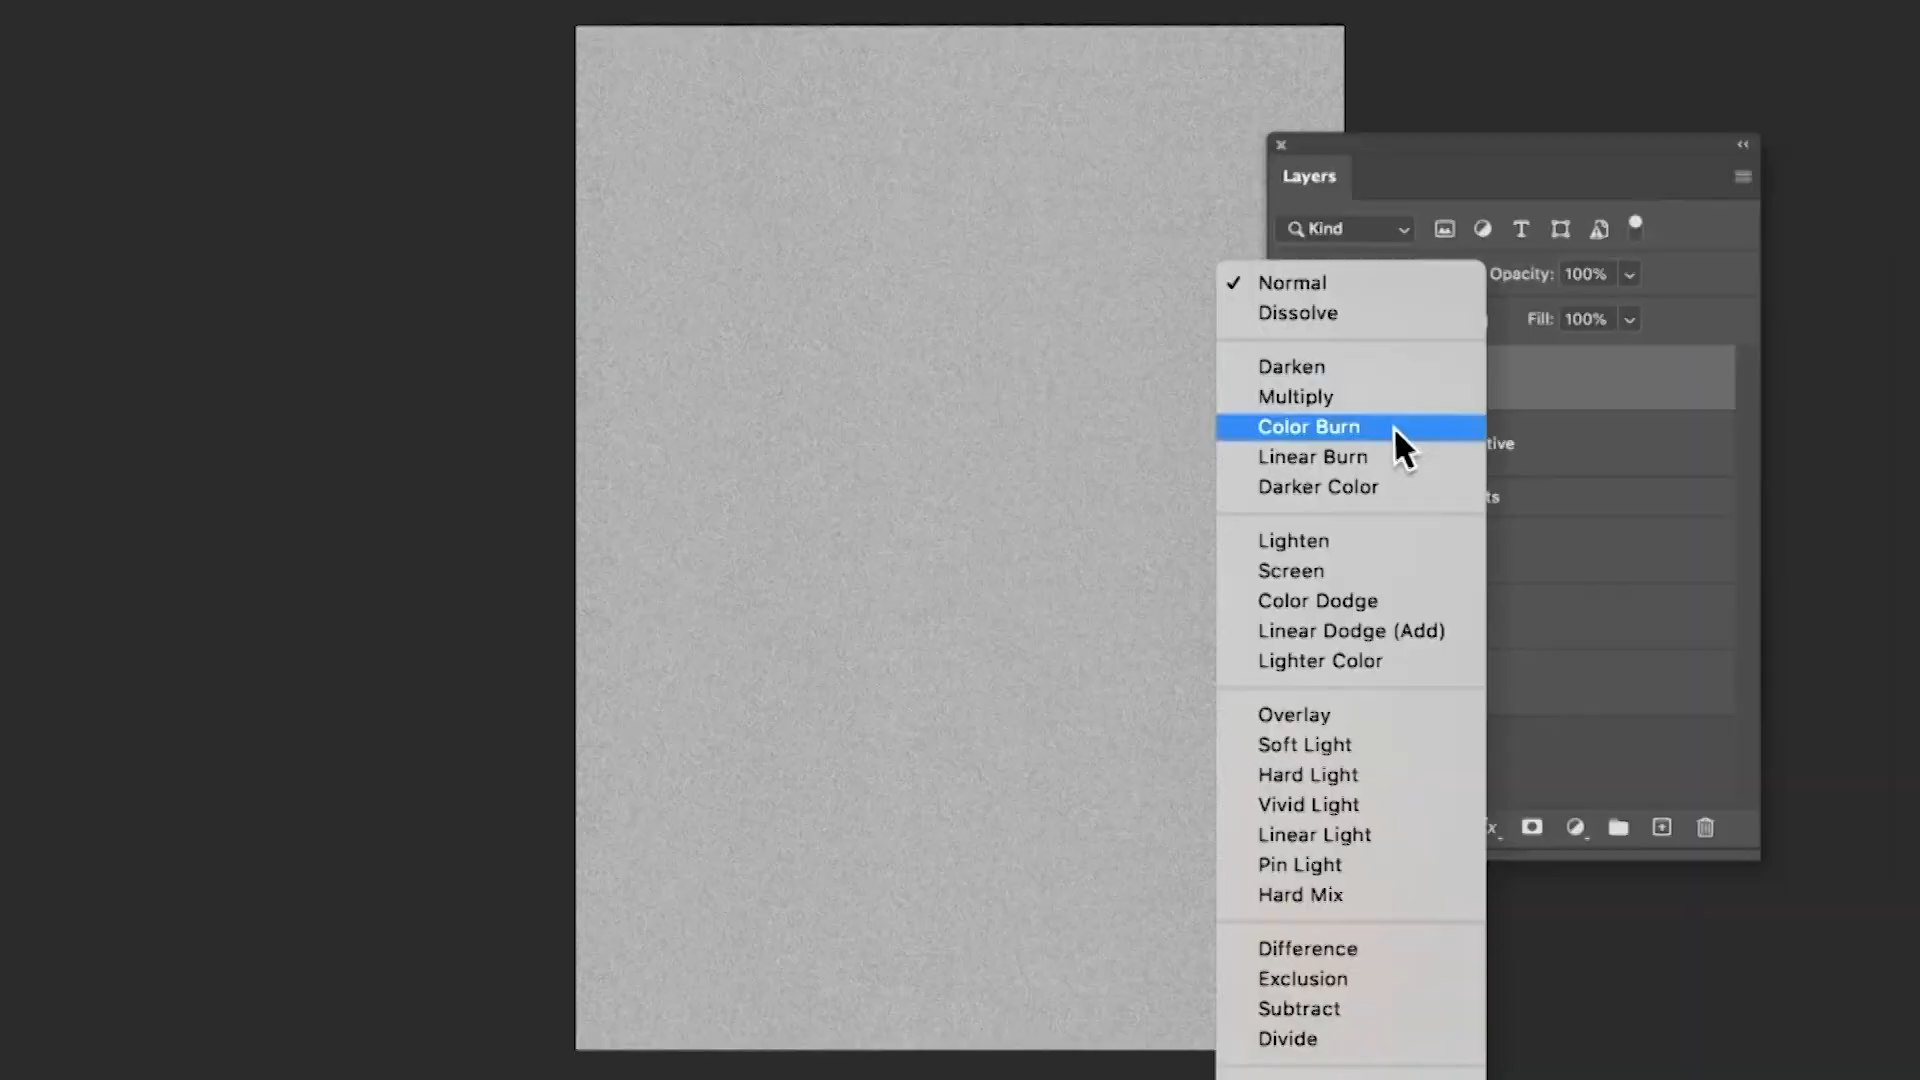 Layers
Kind
Normal
Opacity: 100%
Dissolve
Fill: 100%
Darken
Multiply
Color Burn
tive
Linear Burn
Darker Color
ts
Lighten
Screen
Color Dodge
Linear Dodge (Add)
Lighter Color
Overlay
Soft Light
Hard Light
Vivid Light
Linear Light
Pin Light
Hard Mix
Difference
Exclusion
Subtract
Divide